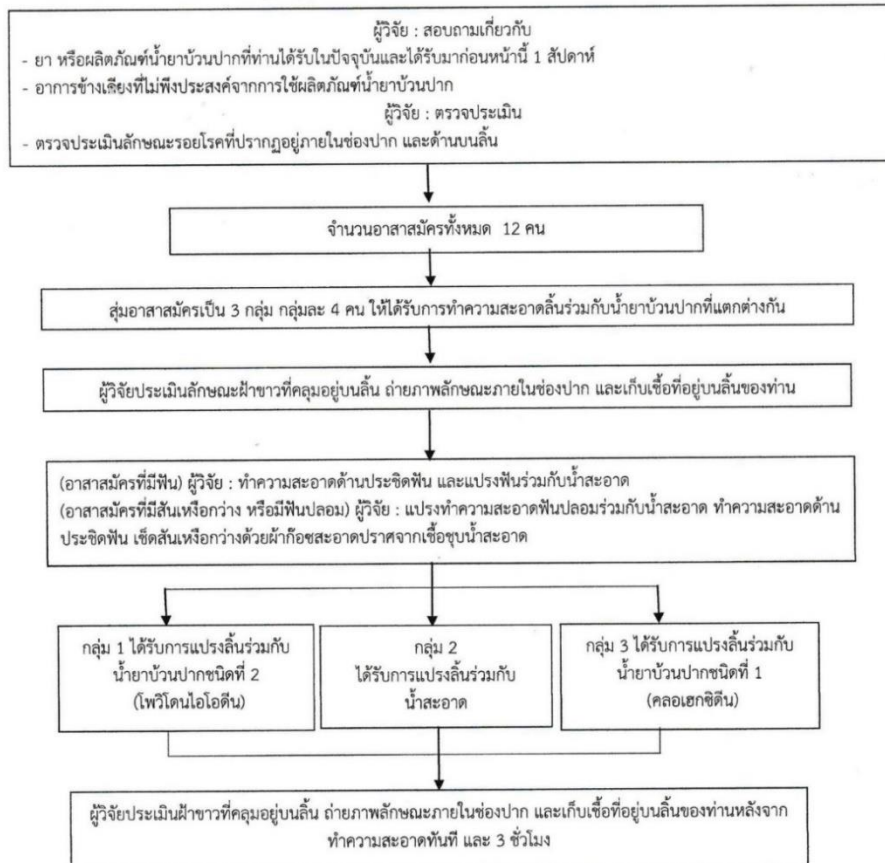 ผู้วิจัย : สอบถามเกี่ยวกับ
- ยา หรือผลิตภัณฑ์น้ำยาบ้วนปากที่ท่านได้รับในปัจจุบันและได้รับมาก่อนหน้านี้ 1 สัปดาห์
- อาการข้างเคียงที่ไม่พึงประสงค์จากการใช้ผลิตภัณฑ์น้ำยาบ้วนปาก
ผู้วิจัย : ตรวจประเมิน
- ตรวจประเมินลักษณะรอยโรคที่ปรากฏอยู่ภายในช่องปาก และด้านบนลิ้น
จำนวนอาสาสมัครทั้งหมด 12 คน
สุ่มอาสาสมัครเป็น 3 กลุ่ม กลุ่มละ 4 คน ให้ได้รับการทำความสะอาดลิ้นร่วมกับน้ำยาบ้วนปากที่แตกต่างกัน
ผู้วิจัยประเมินลักษณะฝ้าขาวที่คลุมอยู่บนลิ้น ถ่ายภาพลักษณะภายในช่องปาก และเก็บเชื้อที่อยู่บนลิ้นของท่าน
(อาสาสมัครที่มีฟัน) ผู้วิจัย : ทำความสะอาดด้านประชิดฟัน และแปรงฟันร่วมกับน้ำสะอาด
(อาสาสมัครที่มีสันเหงือกว่าง หรือมีฟันปลอม) ผู้วิจัย : แปรงทำความสะอาดฟันปลอมร่วมกับน้ำสะอาด ทำความสะอาดด้าน
ประชิดฟัน เช็ดสันเหงือกว่างด้วยผ้าก๊อซสะอาดปราศจากเชื้อชุบน้ำสะอาด
กลุ่ม 1 ได้รับการแปรงลิ้นร่วมกับ
น้ำยาบ้วนปากชนิดที่ 2
(โพวิโดนไอโอดีน)
กลุ่ม 2
ได้รับการแปรงลิ้นร่วมกับ
น้ำสะอาด
กลุ่ม 3 ได้รับการแปรงลิ้นร่วมกับ
น้ำยาบ้วนปากชนิดที่ 1
(คลอเฮกซิดีน)
ผู้วิจัยประเมินฝ้าขาวที่คลุมอยู่บนลิ้น ถ่ายภาพลักษณะภายในช่องปาก และเก็บเชื้อที่อยู่บนลิ้นของท่านหลังจาก
ทำความสะอาดทันที และ 3 ชั่วโมง